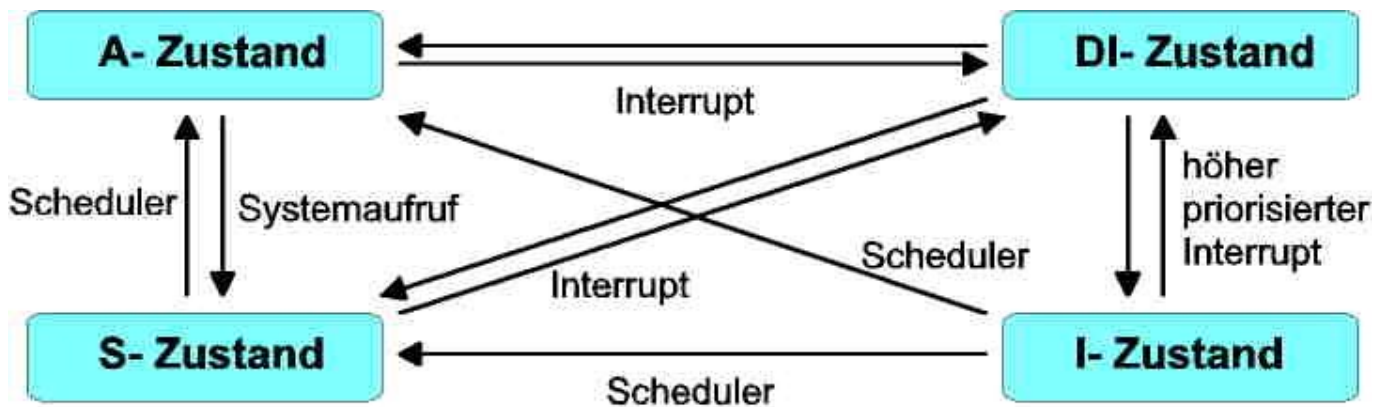 A- Zustand
DI- Zustand
Interrupt
Scheduler
Systemaufruf
höher
priorisierter
Interrupt
Scheduler
Interrupt
S- Zustand
I- Zustand
Scheduler